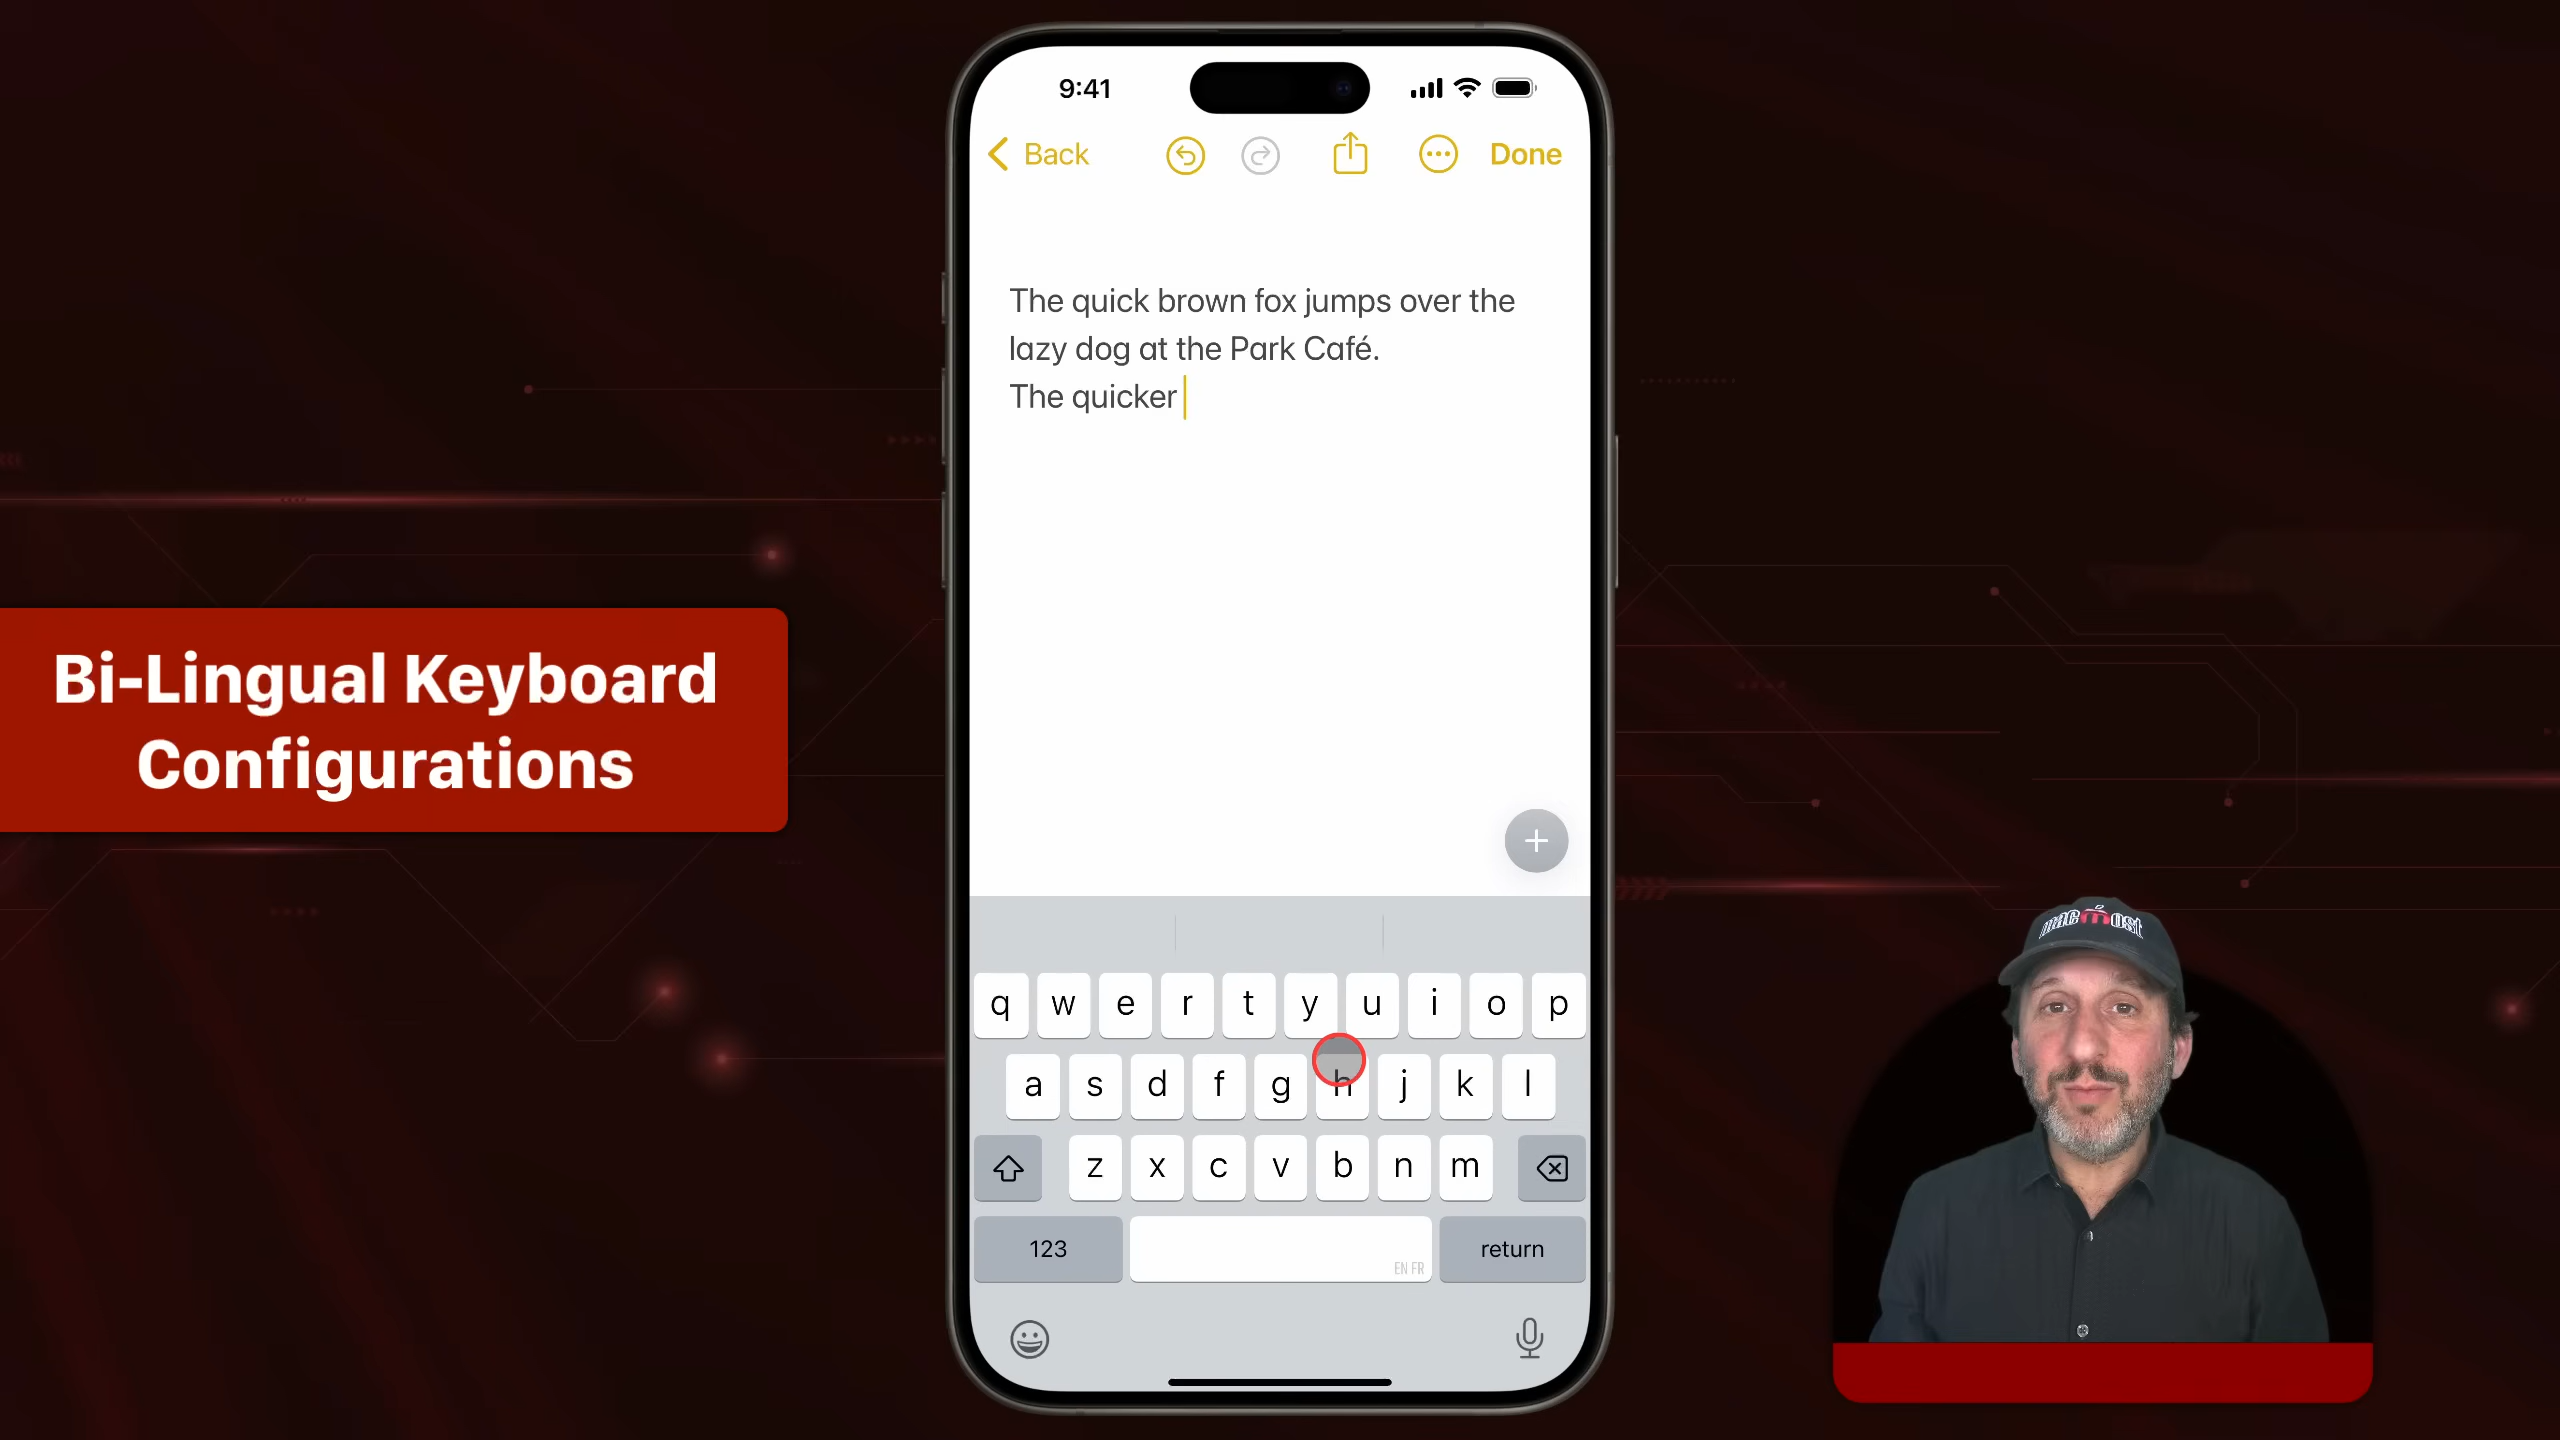 9:41
Back
Done
The quick brown fox jumps over the
lazy dog at the Park Café.
The quicker
Bi-Lingual Keyboard
Configurations
q w e r t y u i o p
a s d f g h j k l
z x c v b n m
123
EN FR
return
macmost